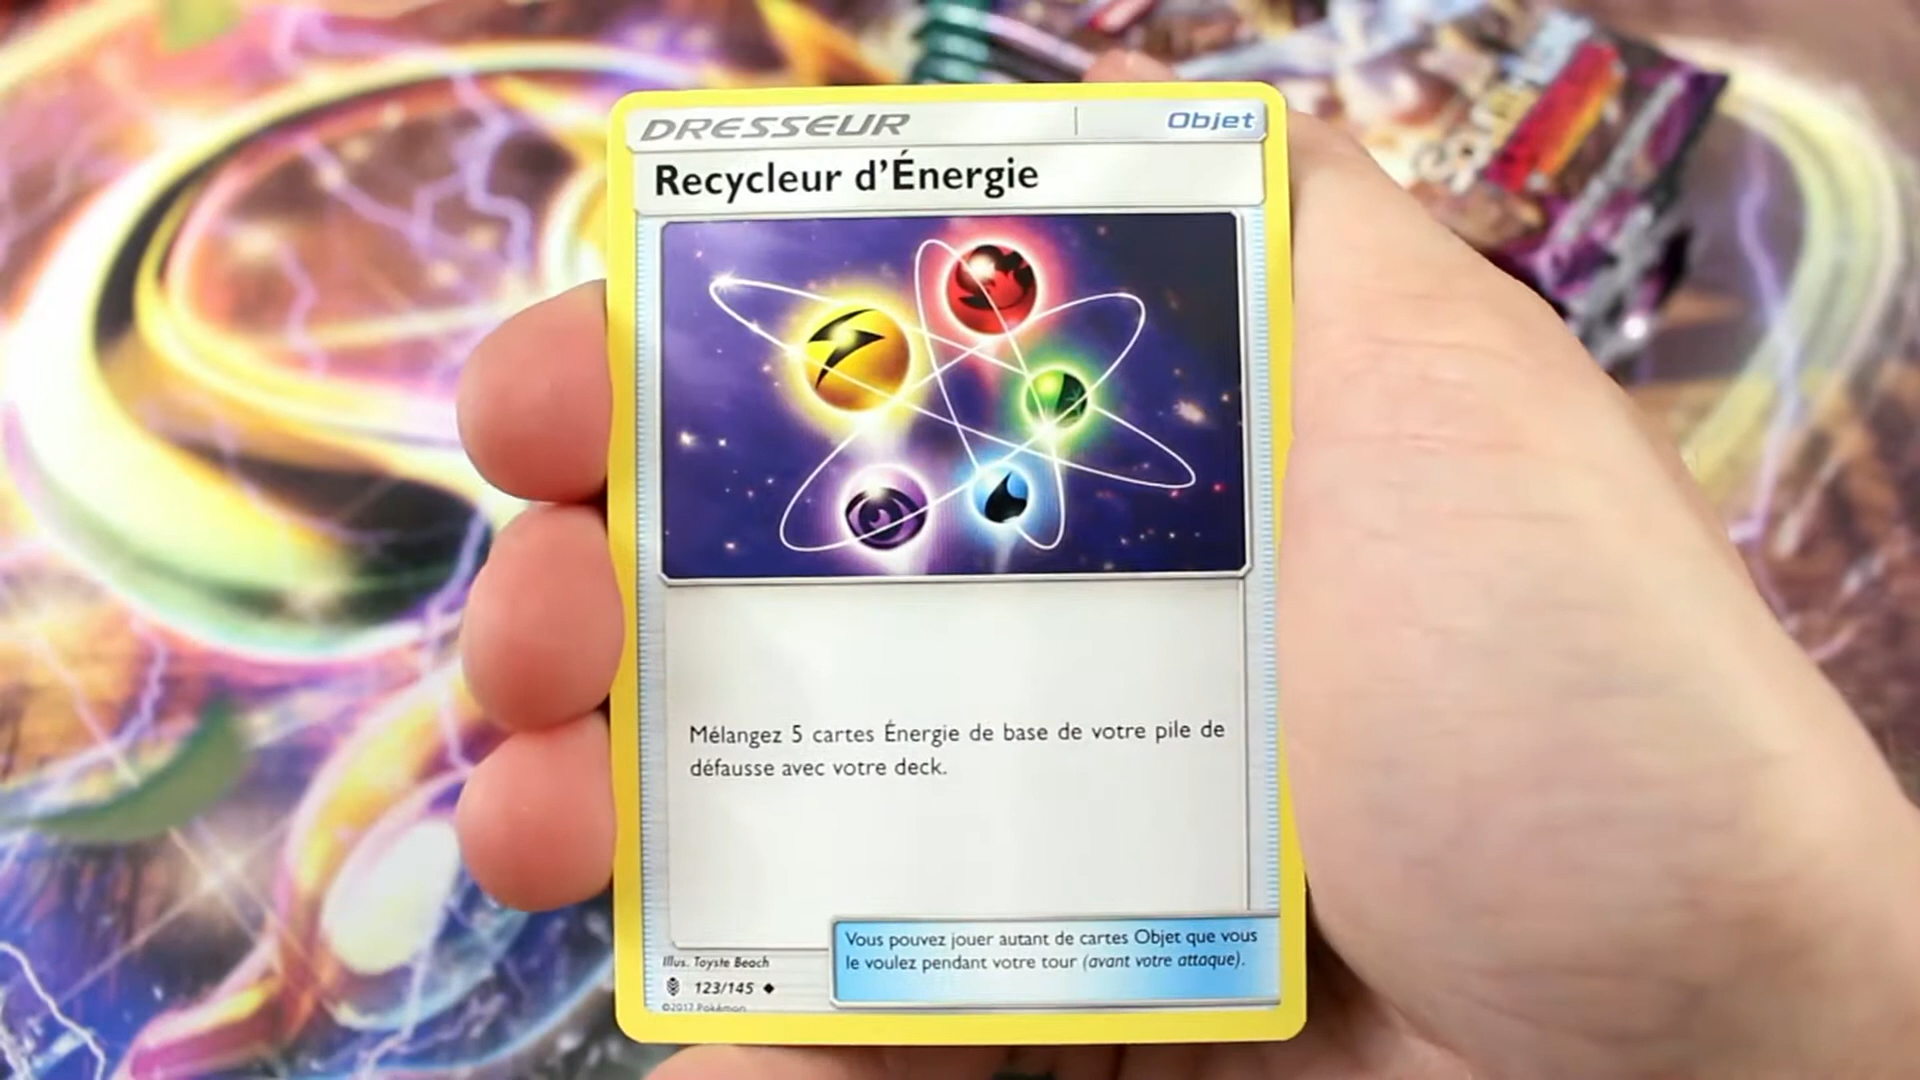 DRESSEUR
Objet
Recycleur d'Énergie
Mélangez 5 cartes Énergie de base de votre pile de
défausse avec votre deck.
Vous pouvez jouer autant de cartes Objet que vous
le voulez pendant votre tour (avant votre attaque).
Illus. Toyste Beach
123/145
©2017 Pokémon